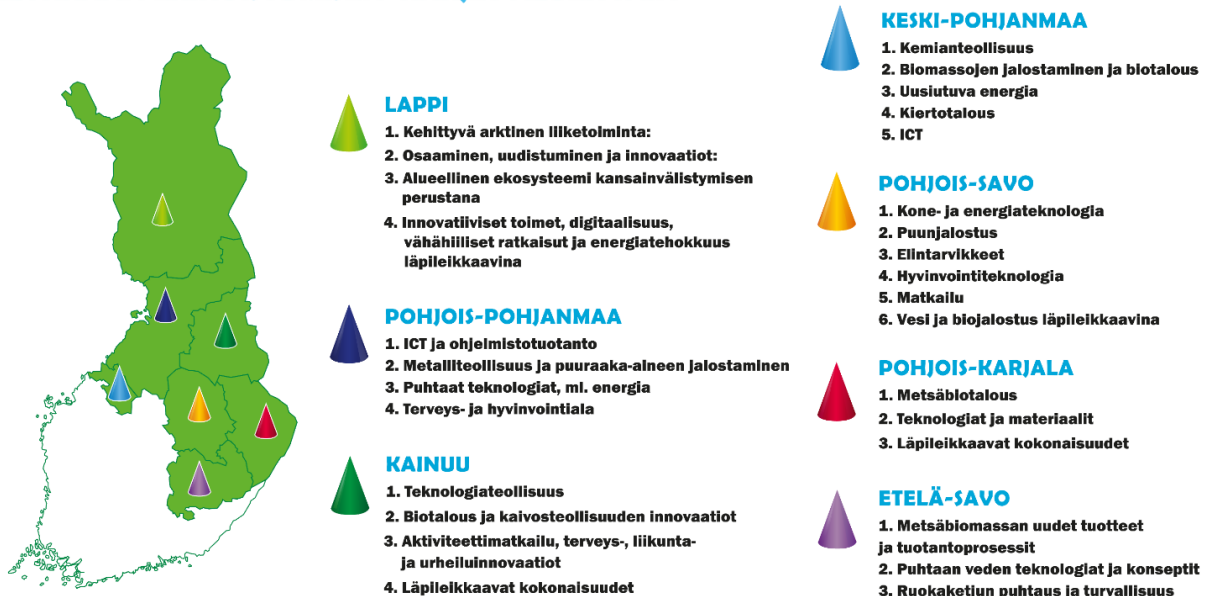 LAPPI
1. Kehittyvä arktinen liiketoiminta:
2. Osaaminen, uudistuminen ja innovaatiot:
3. Alueellinen ekosysteemi kansainvälistymisen
perustana
4. Innovatiiviset toimet, digitaalisuus,
vähähiiliset ratkaisut ja energiatehokkuus
läpileikkaavina
POHJOIS-POHJANMAA
1. ICT ja ohjelmistotuotanto
2. Metalliteollisuus ja puuraaka-aineen jalostaminen
3. Puhtaat teknologiat, ml. energia
4. Terveys- ja hyvinvointiala
KAINUU
1. Teknologiateollisuus
2. Biotalous ja kaivosteollisuuden innovaatiot
3. Aktiviteettimatkailu, terveys-, liikunta-
ja urheiluinnovaatiot
4. Läpileikkaavat kokonaisuudet
KESKI-POHJANMAA
1. Kemianteollisuus
2. Biomassojen jalostaminen ja biotalous
3. Uusiutuva energia
4. Kiertotalous
5. ICT
POHJOIS-SAVO
1. Kone- ja energiateknologia
2. Puunjalostus
3. Elintarvikkeet
4. Hyvinvointiteknologia
5. Matkailu
6. Vesi ja biojalostus läpileikkaavina
POHJOIS-KARJALA
1. Metsäbiotalous
2. Teknologiat ja materiaalit
3. Läpileikkaavat kokonaisuudet
ETELÄ-SAVO
1. Metsäbiomassan uudet tuotteet
ja tuotantoprosessit
2. Puhtaan veden teknologiat ja konseptit
3. Ruokaketjun puhtaus ja turvallisuus